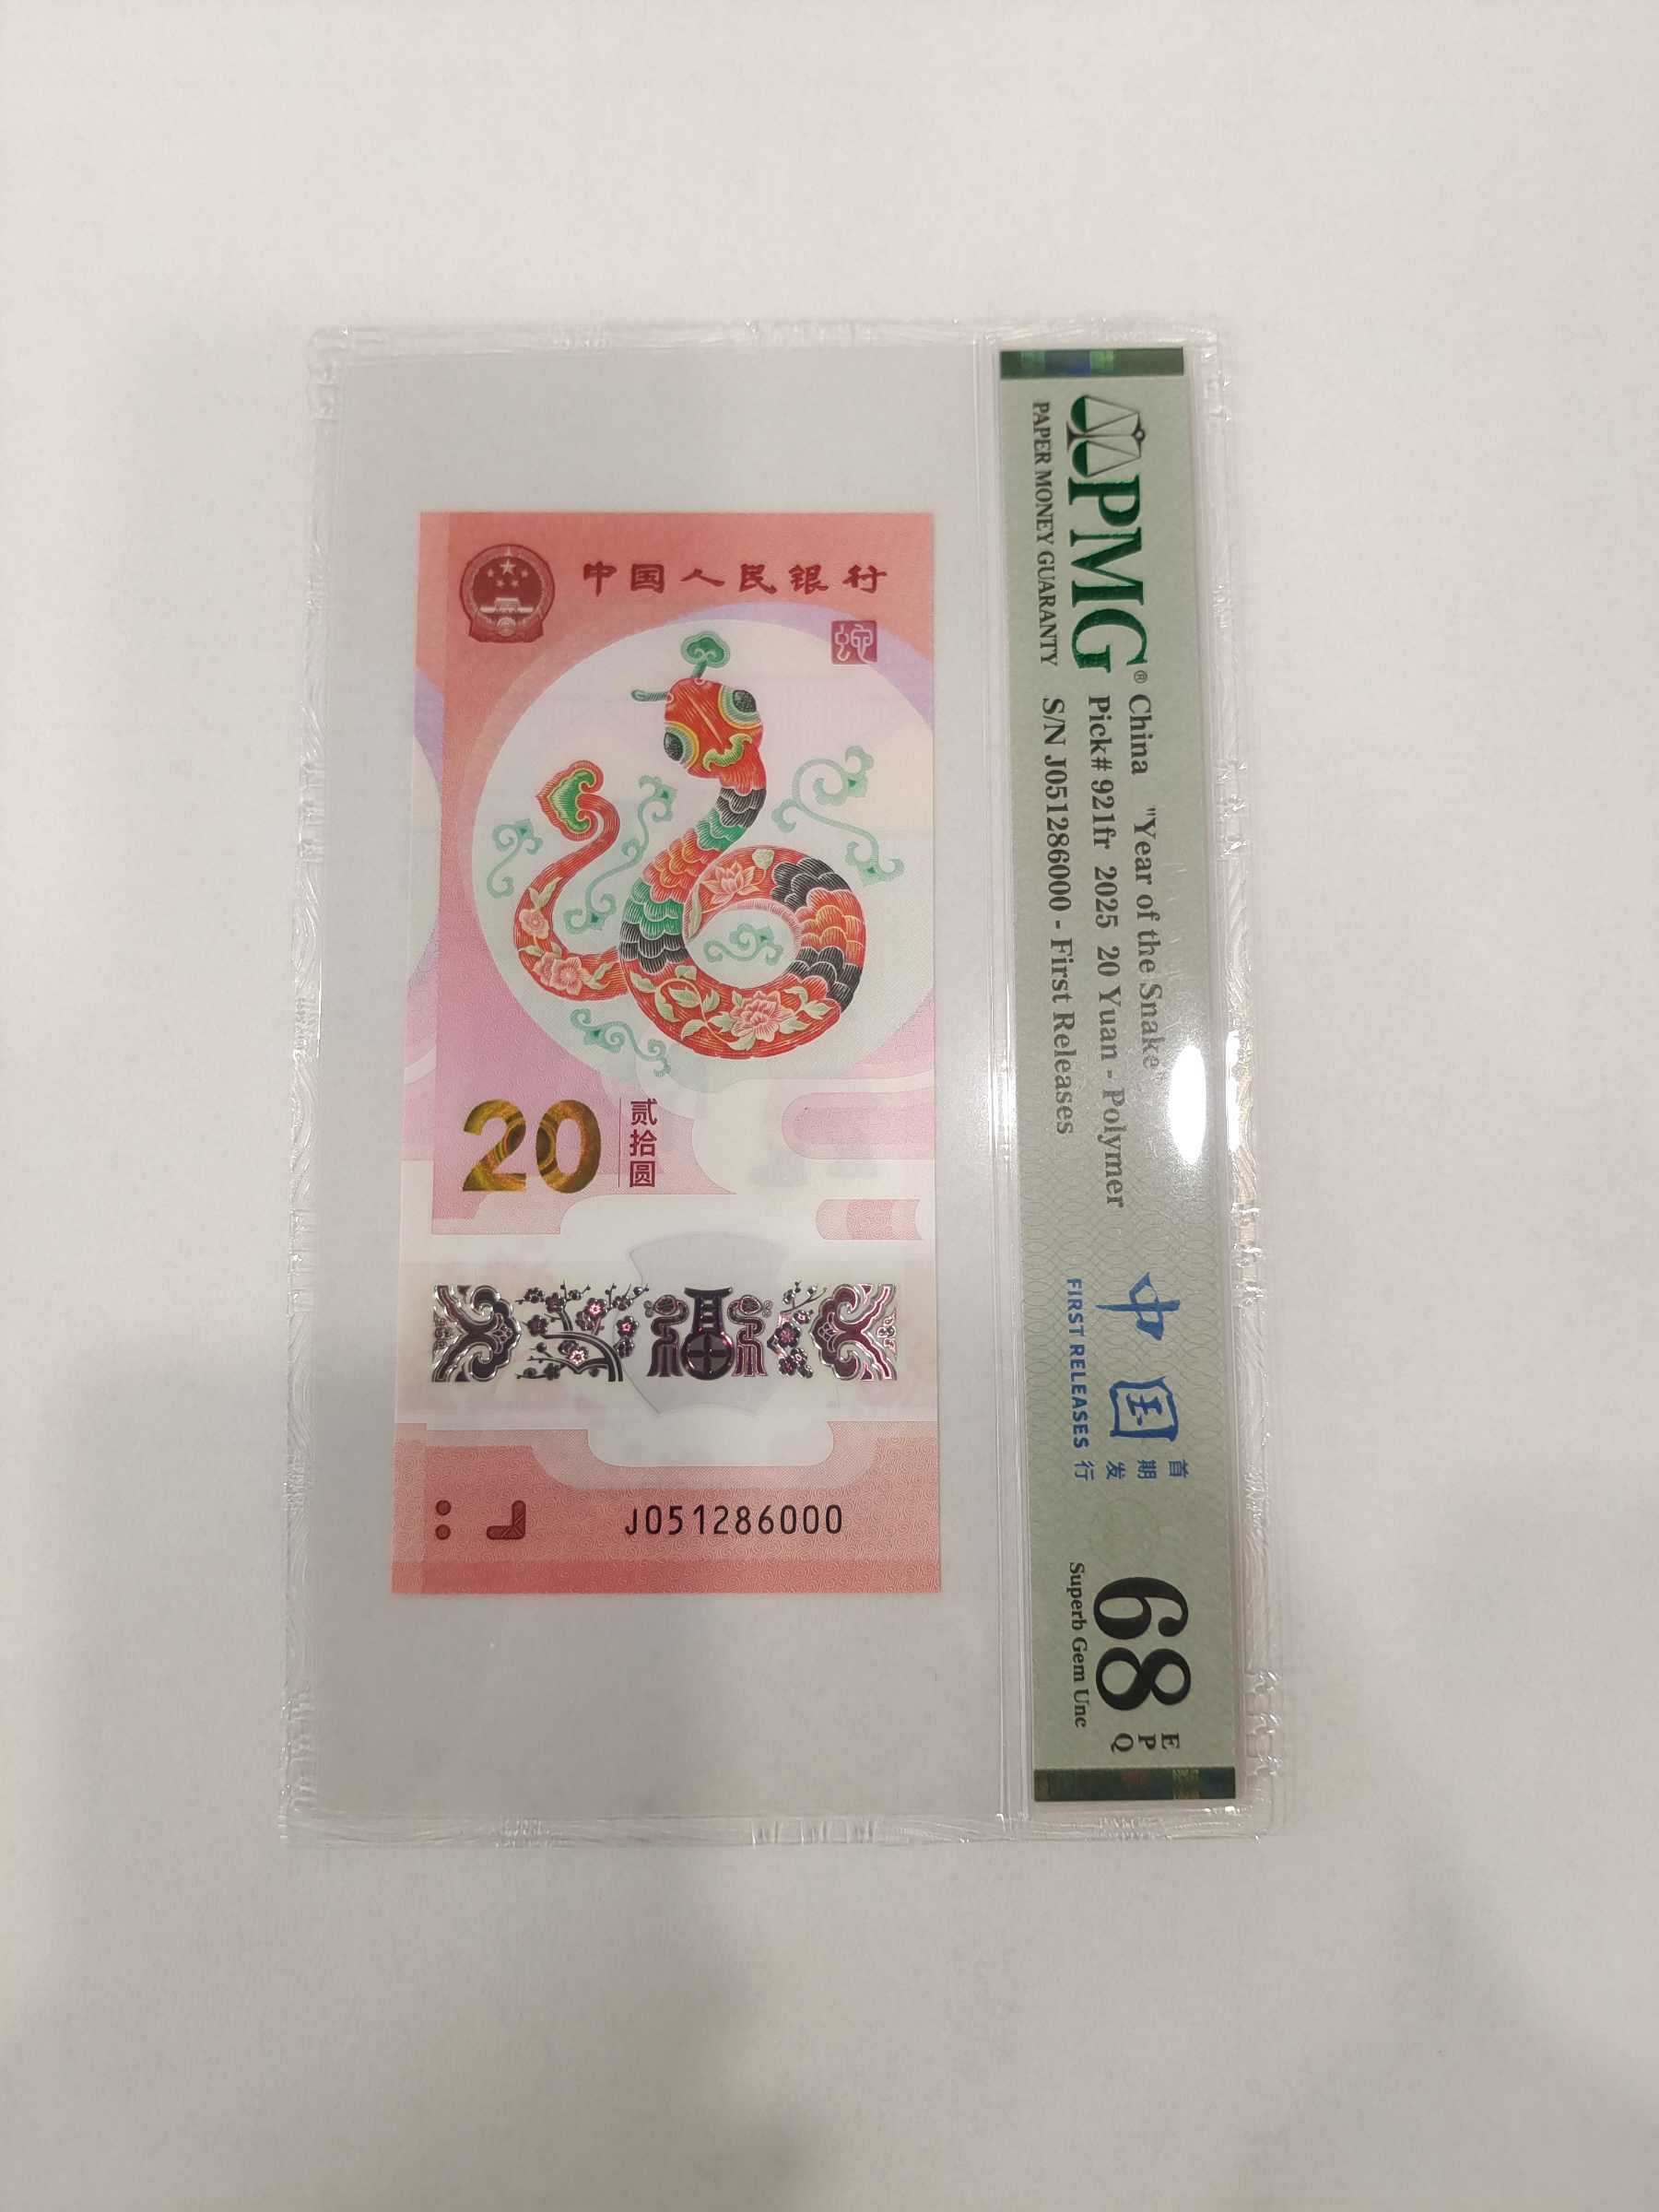 中国人民银行
蛇
20
贰拾圆
J051286000
PMG®
PAPER MONEY GUARANTY
China "Year of the Snake"
Pick# 921fr 2025 20 Yuan - Polymer
S/N J051286000 - First Releases
中国
首期发行
FIRST RELEASES
68
EPQ
Superb Gem Unc